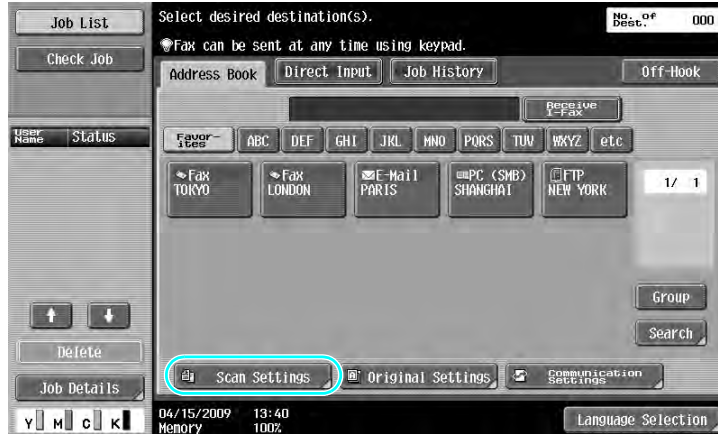 Job List
Check Job
User Name
Status
Delete
Job Details
Y M C K
Select desired destination(s).
No. of Dest.
000
Fax can be sent at any time using keypad.
Address Book
Direct Input
Job History
Off-Hook
Receive
I-Fax
Favor-
ites
ABC
DEF
GHI
JKL
MNO
PQRS
TUV
WXYZ
etc
Fax
TOKYO
Fax
LONDON
E-Mail
PARIS
PC (SMB)
SHANGHAI
FTP
NEW YORK
1/ 1
Group
Search
Scan Settings
Original Settings
Communication
Settings
04/15/2009 13:40
Memory 100%
Language Selection